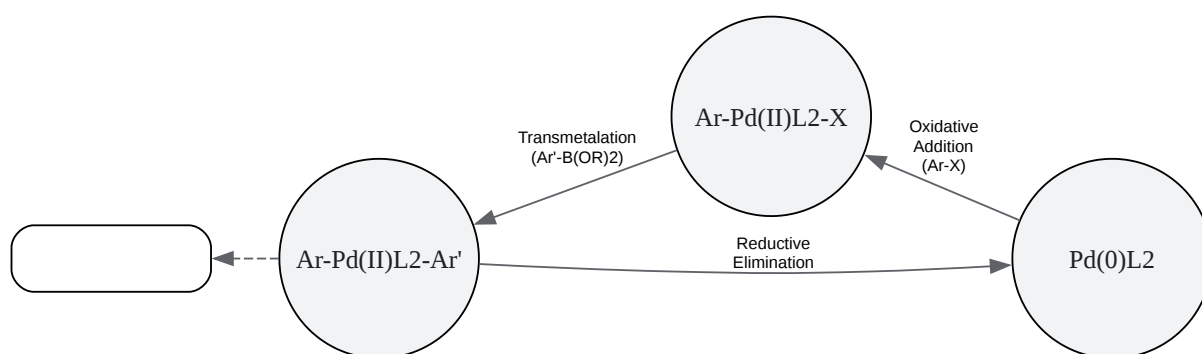 Ar-Pd(II)L2-X
Oxidative
Addition
(Ar-X)
Transmetalation
(Ar'-B(OR)2)
Ar-Pd(II)L2-Ar'
Reductive
Elimination
Pd(0)L2